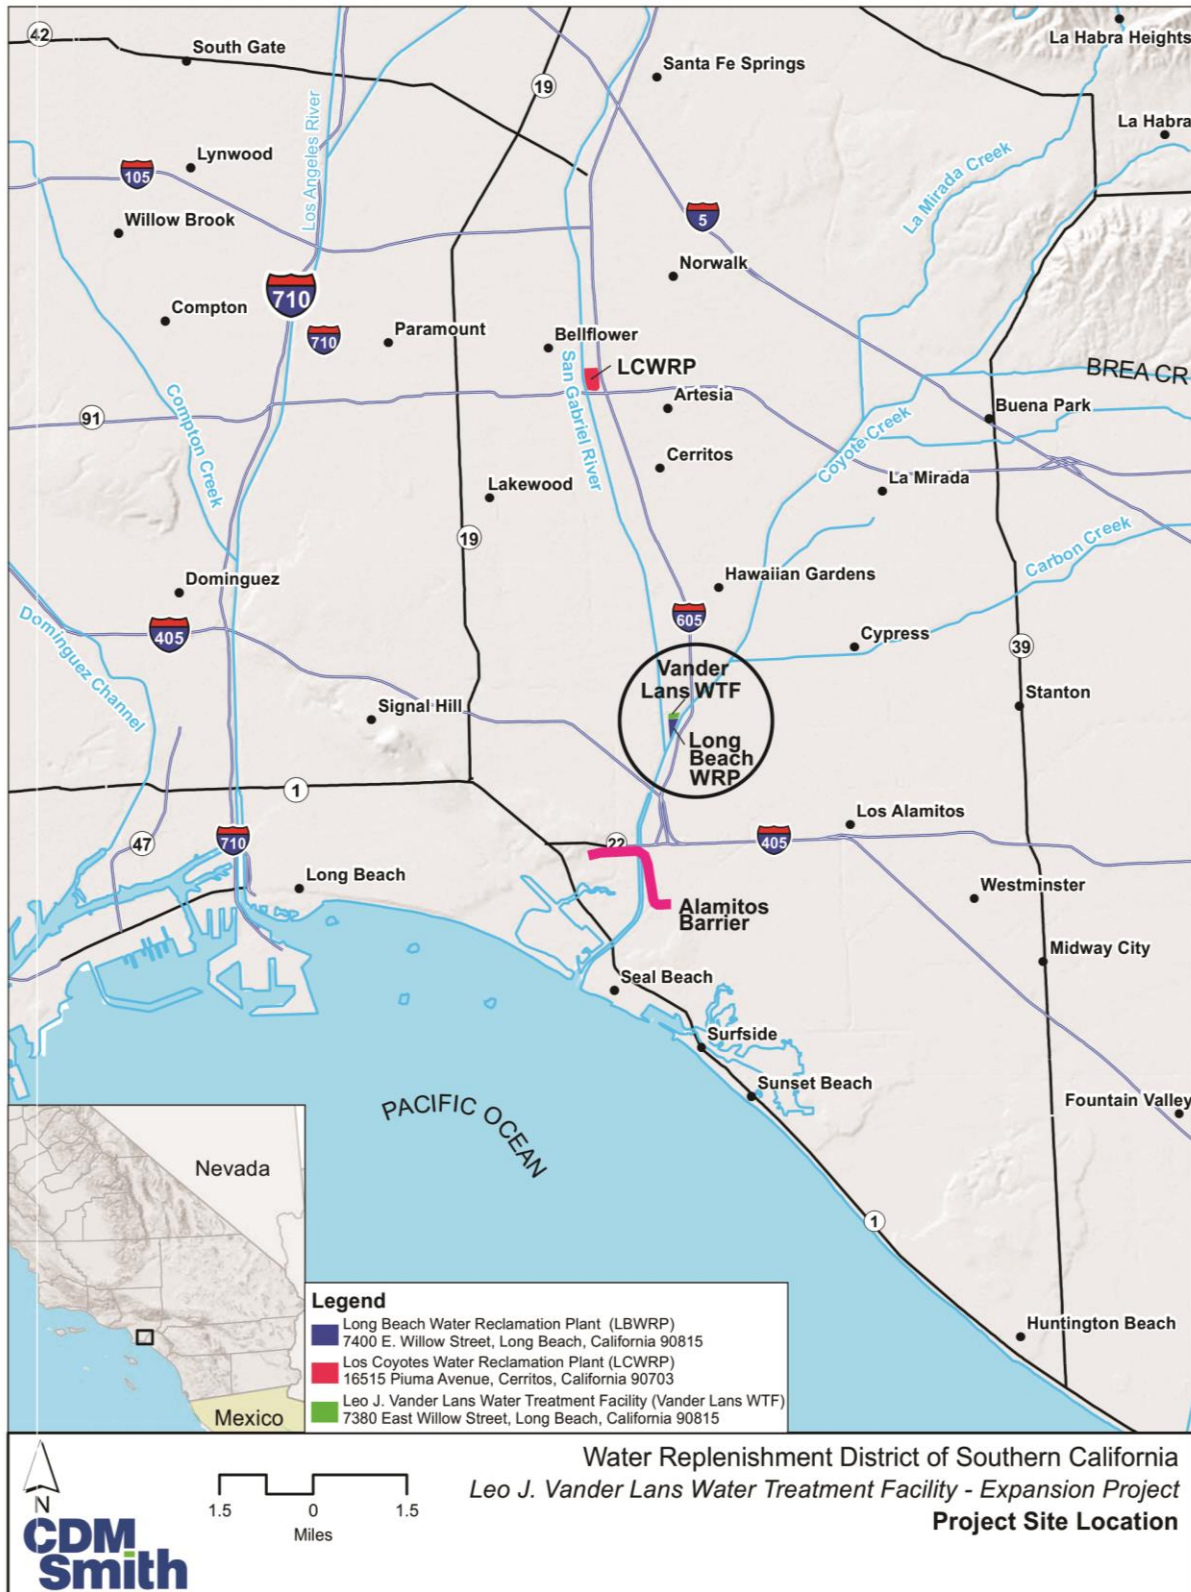 42
South Gate
La Habra Heights
Santa Fe Springs
19
Los Angeles River
La Habra
Lynwood
105
La Mirada Creek
Willow Brook
5
Norwalk
710
Compton
710
Paramount
Bellflower
LCWRP
BREA CR
San Gabriel River
Artesia
Buena Park
91
Compton Creek
Coyote Creek
Cerritos
La Mirada
Lakewood
19
Carbon Creek
Hawaiian Gardens
Dominguez
605
405
Cypress
39
Dominguez Channel
Vander
Lans WTF
Stanton
Signal Hill
Long
Beach
WRP
1
Los Alamitos
47
710
22
405
Long Beach
Westminster
Alamitos
Barrier
Midway City
Seal Beach
Surfside
Sunset Beach
Fountain Valley
PACIFIC OCEAN
Nevada
1
Huntington Beach
Mexico
Legend
Long Beach Water Reclamation Plant (LBWRP)
7400 E. Willow Street, Long Beach, California 90815
Los Coyotes Water Reclamation Plant (LCWRP)
16515 Piuma Avenue, Cerritos, California 90703
Leo J. Vander Lans Water Treatment Facility (Vander Lans WTF)
7380 East Willow Street, Long Beach, California 90815
N
1.5 0 1.5
Miles
CDM
Smith
Water Replenishment District of Southern California
Leo J. Vander Lans Water Treatment Facility - Expansion Project
Project Site Location